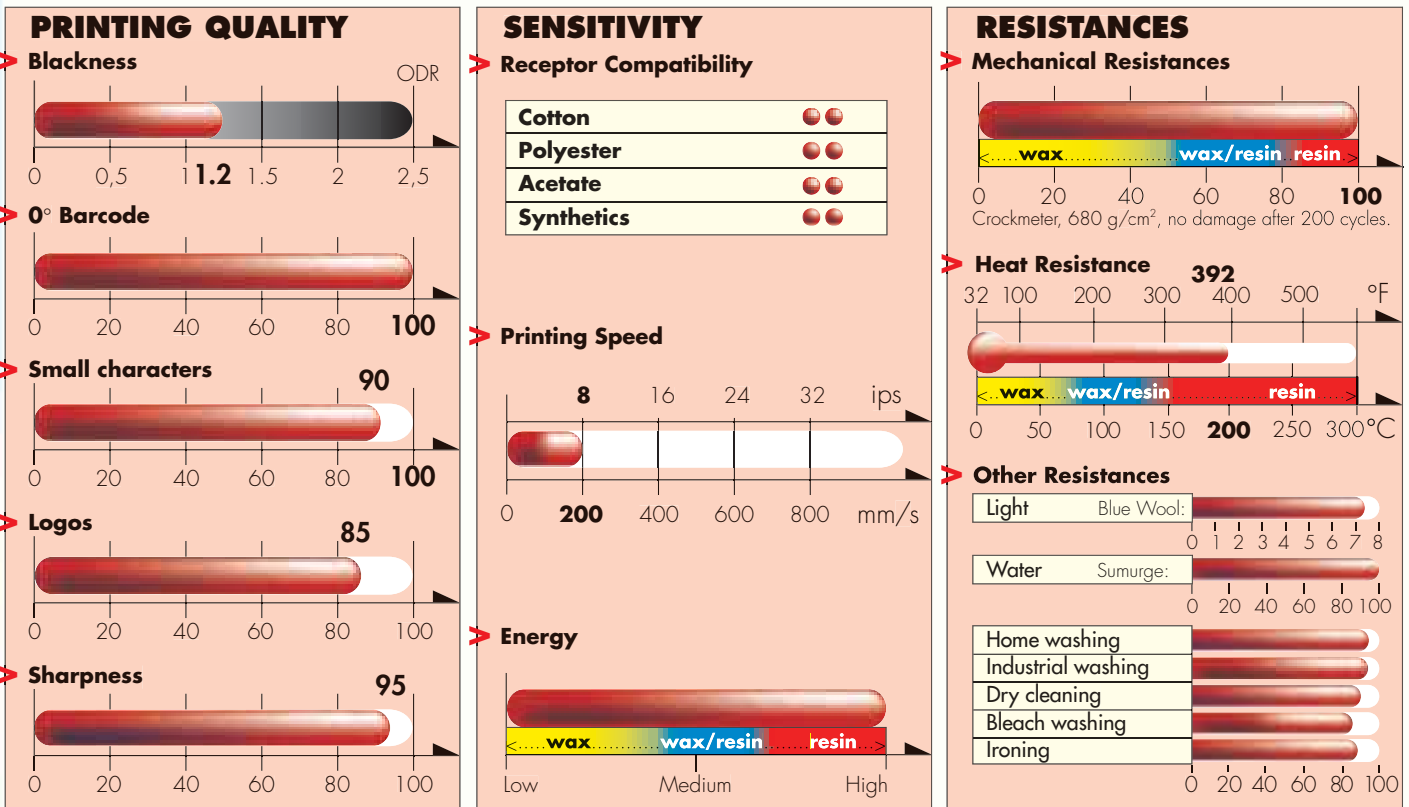 PRINTING QUALITY
> Blackness
ODR
0 0,5 1 1.2 1.5 2 2,5
> 0° Barcode
0 20 40 60 80 100
> Small characters
90
0 20 40 60 80 100
> Logos
85
0 20 40 60 80 100
> Sharpness
95
0 20 40 60 80 100
SENSITIVITY
> Receptor Compatibility
Cotton
Polyester
Acetate
Synthetics
> Printing Speed
8 16 24 32 ips
0 200 400 600 800 mm/s
> Energy
wax wax/resin resin
Low Medium High
RESISTANCES
> Mechanical Resistances
wax wax/resin resin
0 20 40 60 80 100
Crockmeter, 680 g/cm², no damage after 200 cycles.
> Heat Resistance
392
32 100 200 300 400 500 °F
wax wax/resin resin
0 50 100 150 200 250 300 °C
> Other Resistances
Light Blue Wool:
0 1 2 3 4 5 6 7 8
Water Sumurge:
0 20 40 60 80 100
Home washing
Industrial washing
Dry cleaning
Bleach washing
Ironing
0 20 40 60 80 100